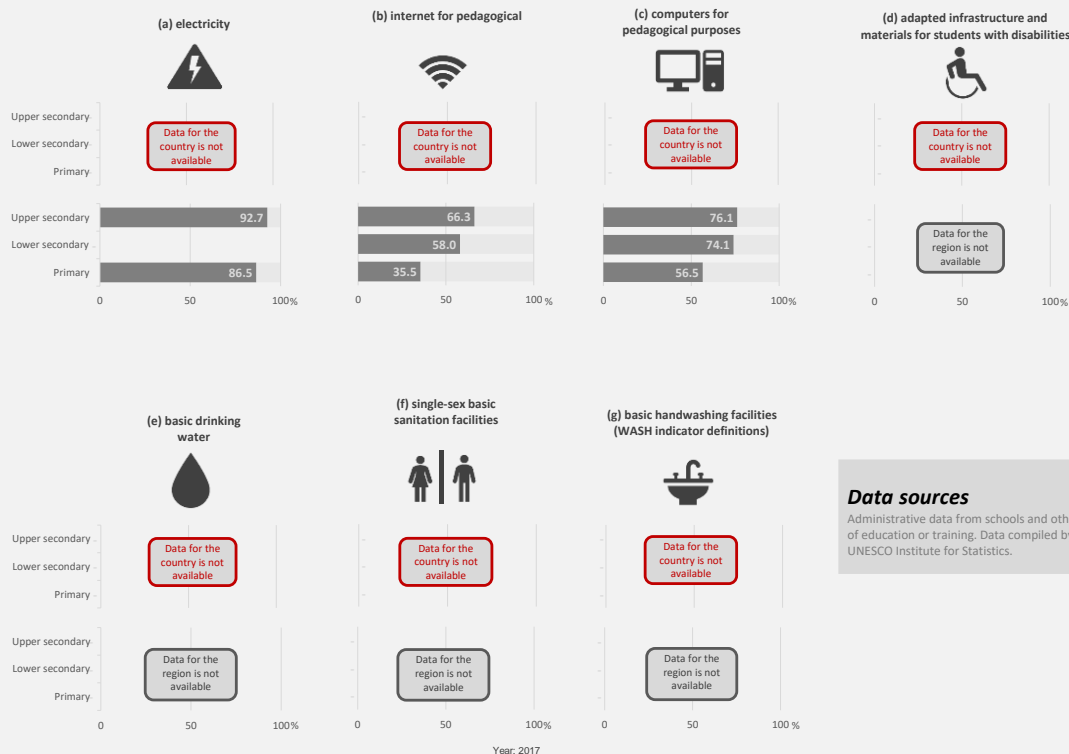 (a) electricity
(b) internet for pedagogical
(c) computers for
pedagogical purposes
(d) adapted infrastructure and
materials for students with disabilities
Upper secondary
Lower secondary
Primary
Data for the
country is not
available
Data for the
country is not
available
Data for the
country is not
available
Data for the
country is not
available
Upper secondary
Lower secondary
Primary
92.7
86.5
66.3
58.0
35.5
76.1
74.1
56.5
Data for the
region is not
available
0 50 100%
0 50 100 %
0 50 100 %
0 50 100 %
(e) basic drinking
water
(f) single-sex basic
sanitation facilities
(g) basic handwashing facilities
(WASH indicator definitions)
Data sources
Administrative data from schools and oth
of education or training. Data compiled by
UNESCO Institute for Statistics.
Upper secondary
Lower secondary
Primary
Data for the
country is not
available
Data for the
country is not
available
Data for the
country is not
available
Upper secondary
Lower secondary
Primary
Data for the
region is not
available
Data for the
region is not
available
Data for the
region is not
available
0 50 100%
0 50 100 %
0 50 100 %
Year: 2017